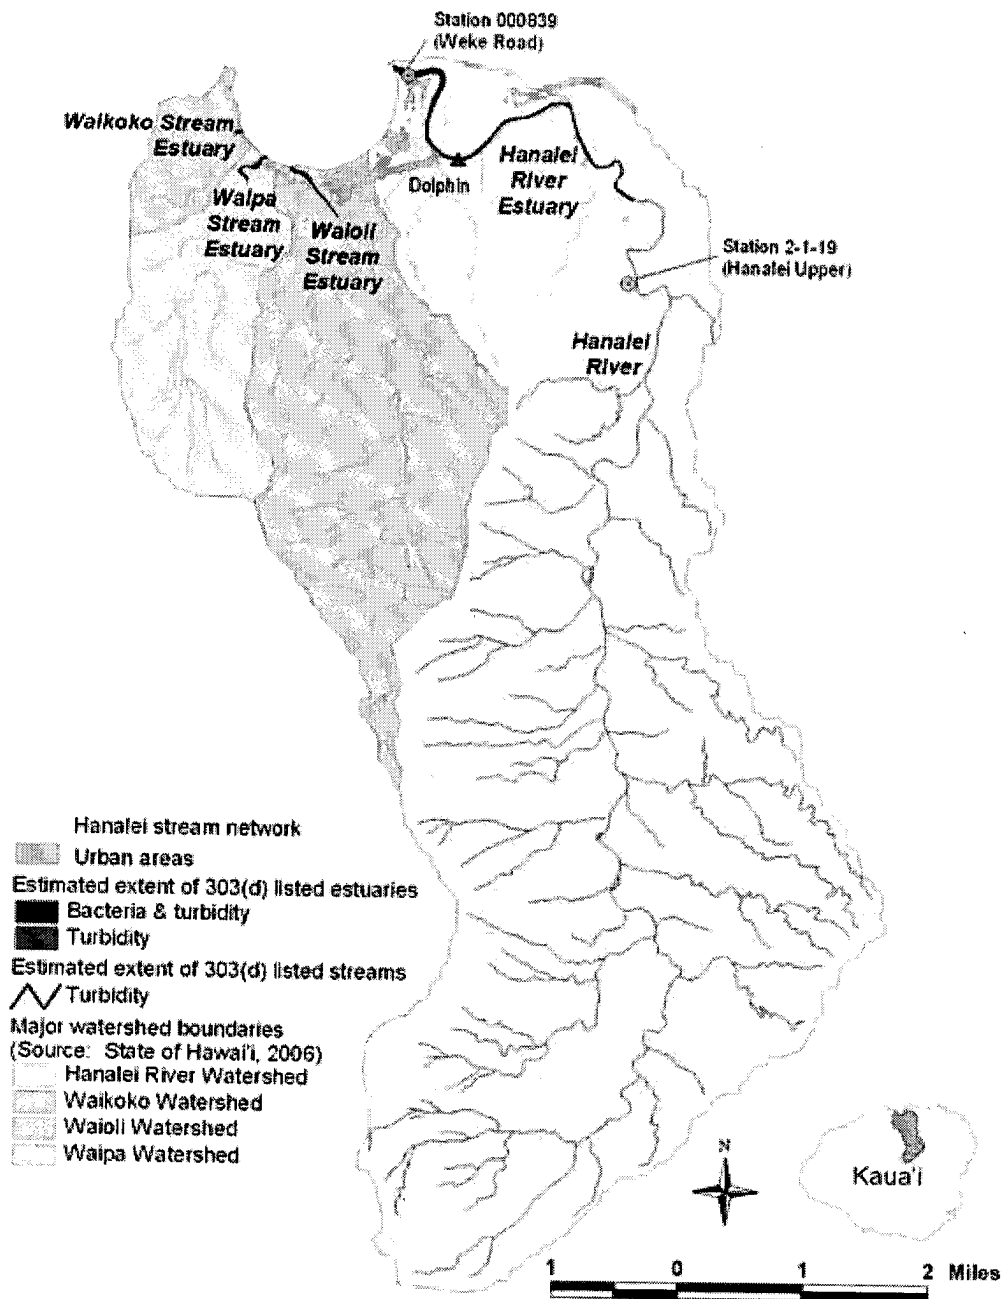 Station 000839
(Weke Road)
Waikoko Stream
Estuary
Waipa
Stream
Estuary
Waioli
Stream
Estuary
Dolphin
Hanalei
River
Estuary
Station 2-1-19
(Hanalei Upper)
Hanalei
River
Hanalei stream network
Urban areas
Estimated extent of 303(d) listed estuaries
Bacteria & turbidity
Turbidity
Estimated extent of 303(d) listed streams
Turbidity
Major watershed boundaries
(Source: State of Hawai'i, 2006)
Hanalei River Watershed
Waikoko Watershed
Waioli Watershed
Waipa Watershed
N
Kaua'i
1 0 1 2 Miles